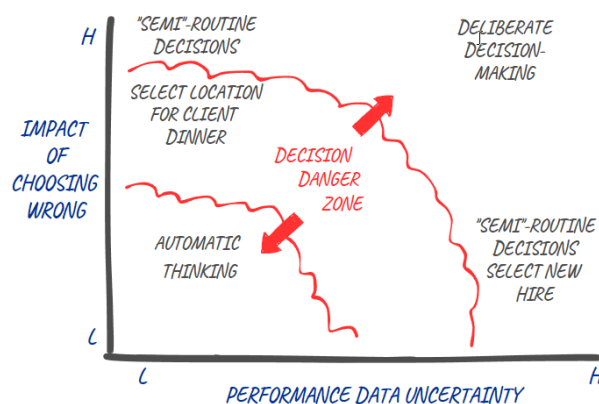 H
"SEMI"-ROUTINE
DECISIONS
DELIBERATE
DECISION-
MAKING
SELECT LOCATION
FOR CLIENT
DINNER
IMPACT
OF
CHOOSING
WRONG
DECISION
DANGER
ZONE
"SEMI"-ROUTINE
DECISIONS
SELECT NEW
HIRE
AUTOMATIC
THINKING
L
L
H
PERFORMANCE DATA UNCERTAINTY